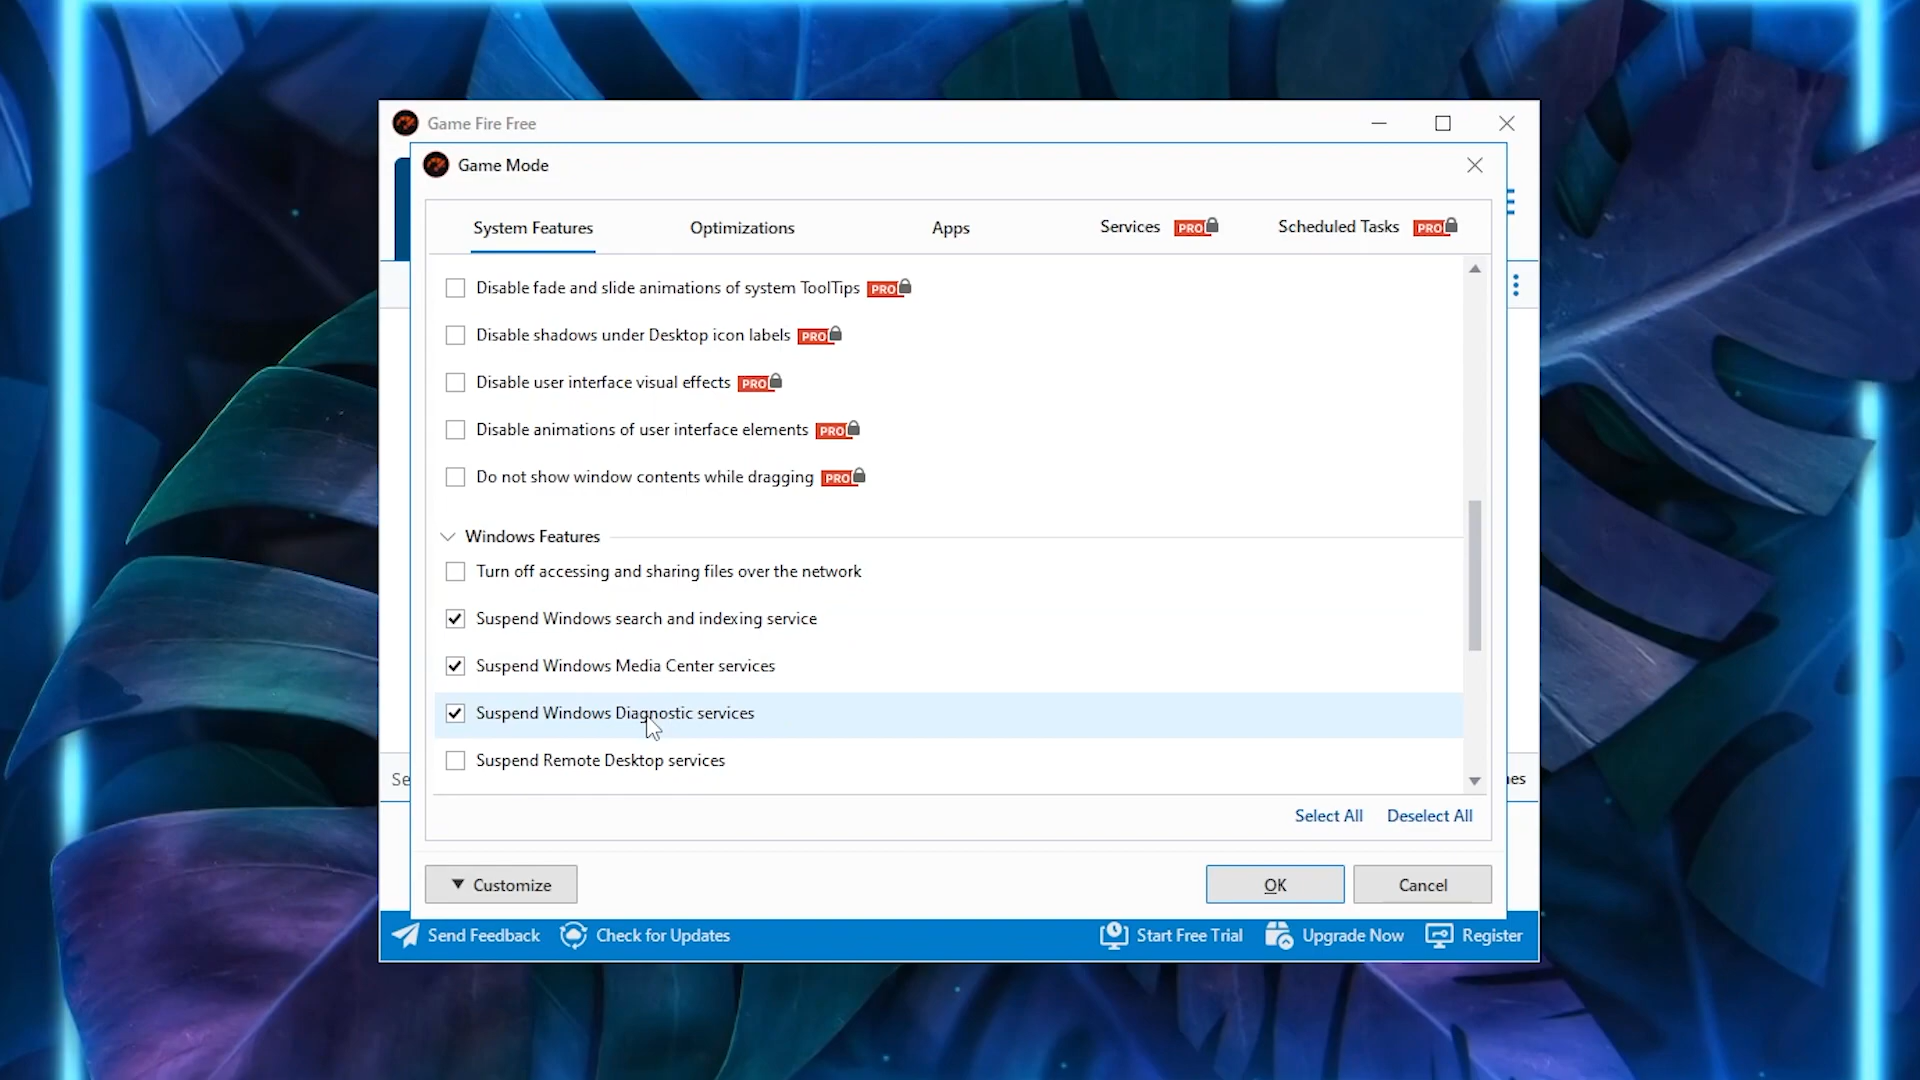 Game Fire Free
Game Mode
System Features
Optimizations
Apps
Services PRO
Scheduled Tasks PRO
Disable fade and slide animations of system ToolTips PRO
Disable shadows under Desktop icon labels PRO
Disable user interface visual effects PRO
Disable animations of user interface elements PRO
Do not show window contents while dragging PRO
Windows Features
Turn off accessing and sharing files over the network
Suspend Windows search and indexing service
Suspend Windows Media Center services
Suspend Windows Diagnostic services
Suspend Remote Desktop services
Select All
Deselect All
Customize
OK
Cancel
Send Feedback
Check for Updates
Start Free Trial
Upgrade Now
Register